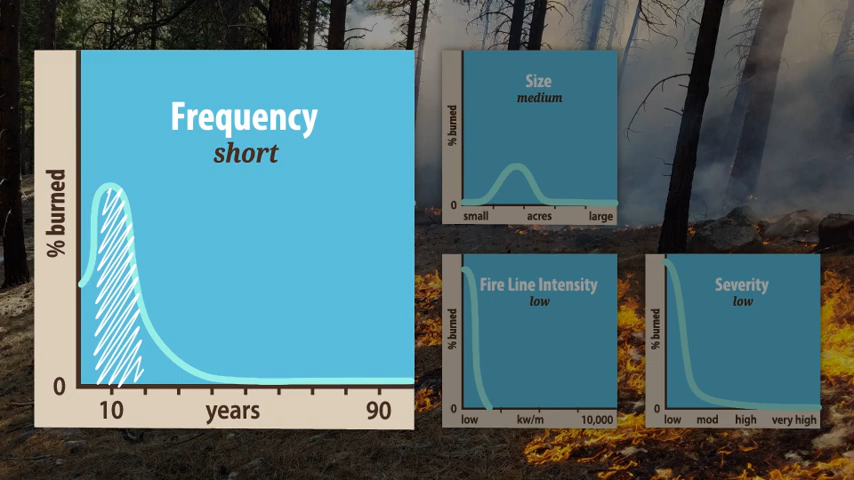 Frequency
short
% burned
0
10 years 90
Size
medium
% burned
0
small acres large
Fire Line Intensity
low
% burned
0
low kw/m 10,000
Severity
low
% burned
0
low mod high very high